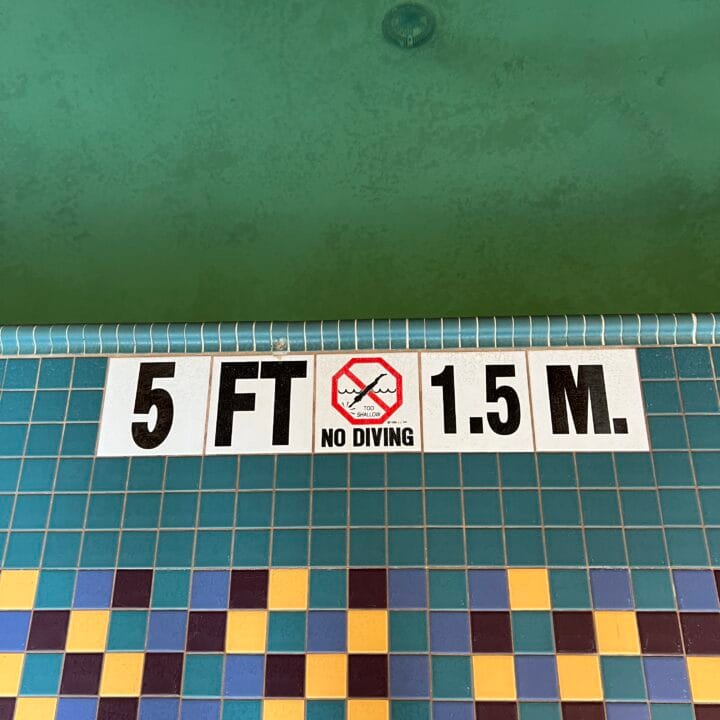 5 FT
TOO
SHALLOW
NO DIVING
1.5 M.